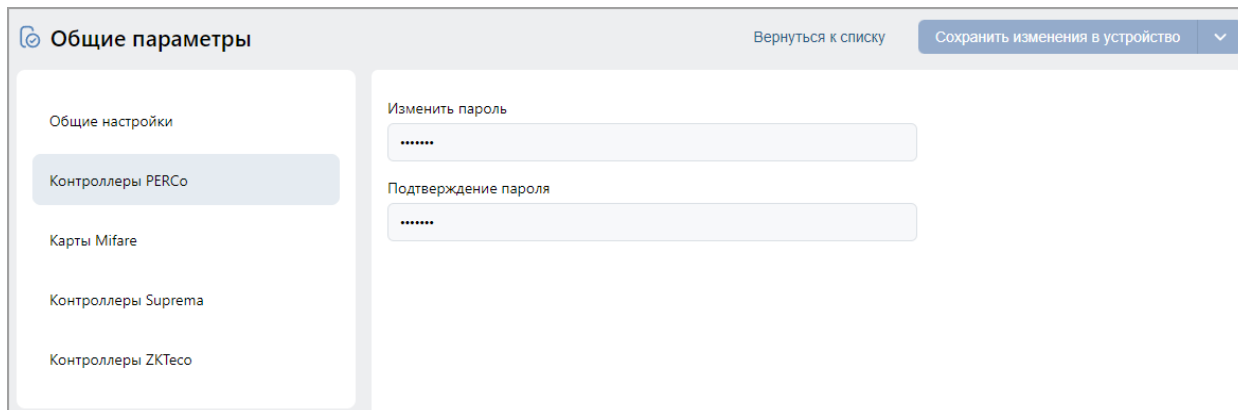 Общие параметры
Вернуться к списку
Сохранить изменения в устройство
Общие настройки
Контроллеры PERCo
Карты Mifare
Контроллеры Suprema
Контроллеры ZKTeco
Изменить пароль
•••••••
Подтверждение пароля
•••••••